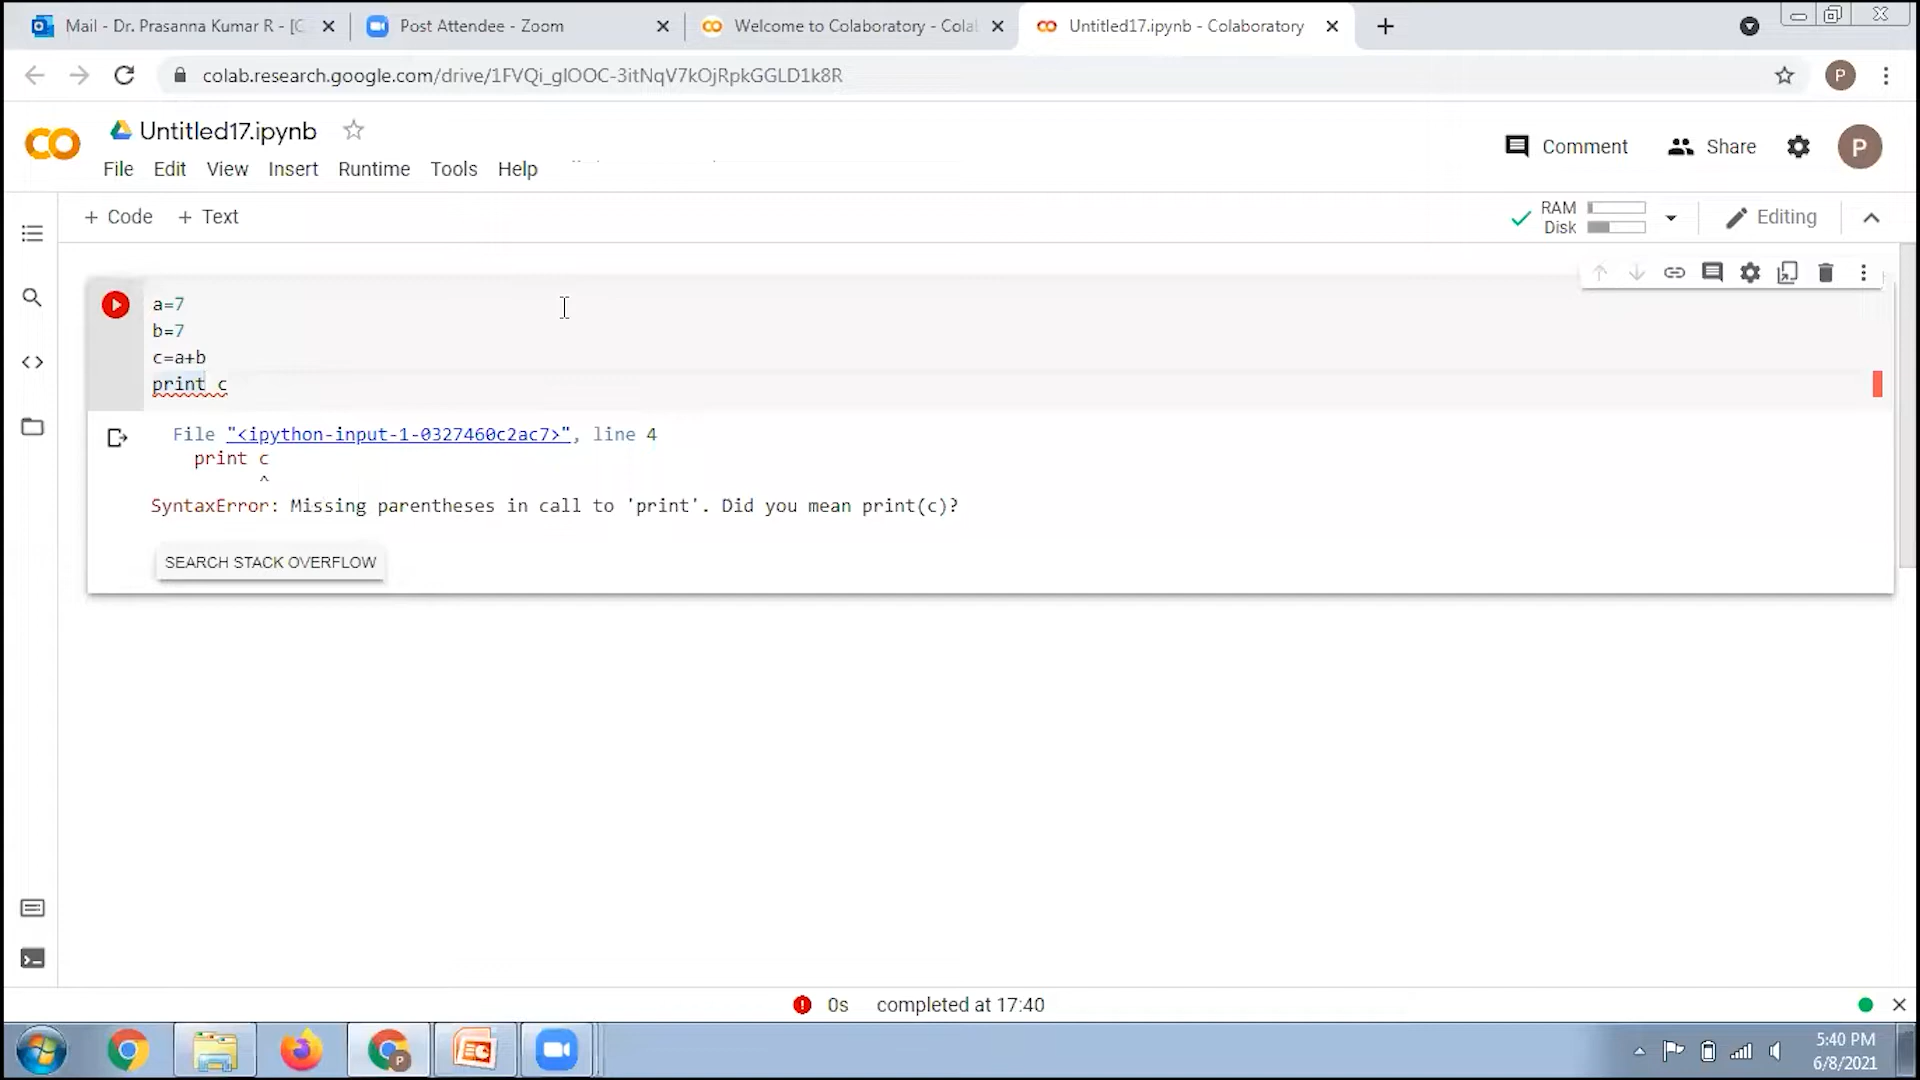 Mail - Dr. Prasanna Kumar R - [C
Post Attendee - Zoom
Welcome to Colaboratory - Colab
Untitled17.ipynb - Colaboratory
colab.research.google.com/drive/1FVQi_glOOC-3itNqV7kOjRpkGGLD1k8R
P
CO
Untitled17.ipynb
Comment
Share
P
File Edit View Insert Runtime Tools Help
+ Code + Text
RAM
Disk
Editing
a=7
b=7
c=a+b
print c
File "<ipython-input-1-0327460c2ac7>", line 4
print c
^
SyntaxError: Missing parentheses in call to 'print'. Did you mean print(c)?
SEARCH STACK OVERFLOW
0s completed at 17:40
5:40 PM
6/8/2021